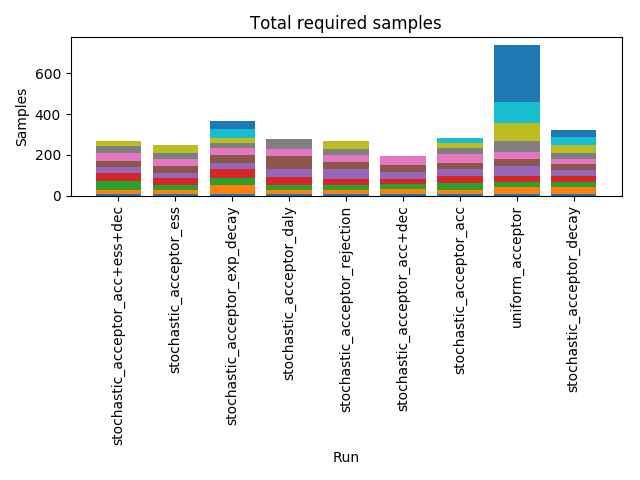 Total required samples
Samples
600
400
200
0
stochastic_acceptor_acc+ess+dec
stochastic_acceptor_ess
stochastic_acceptor_exp_decay
stochastic_acceptor_daly
stochastic_acceptor_rejection
stochastic_acceptor_acc+dec
stochastic_acceptor_acc
uniform_acceptor
stochastic_acceptor_decay
Run